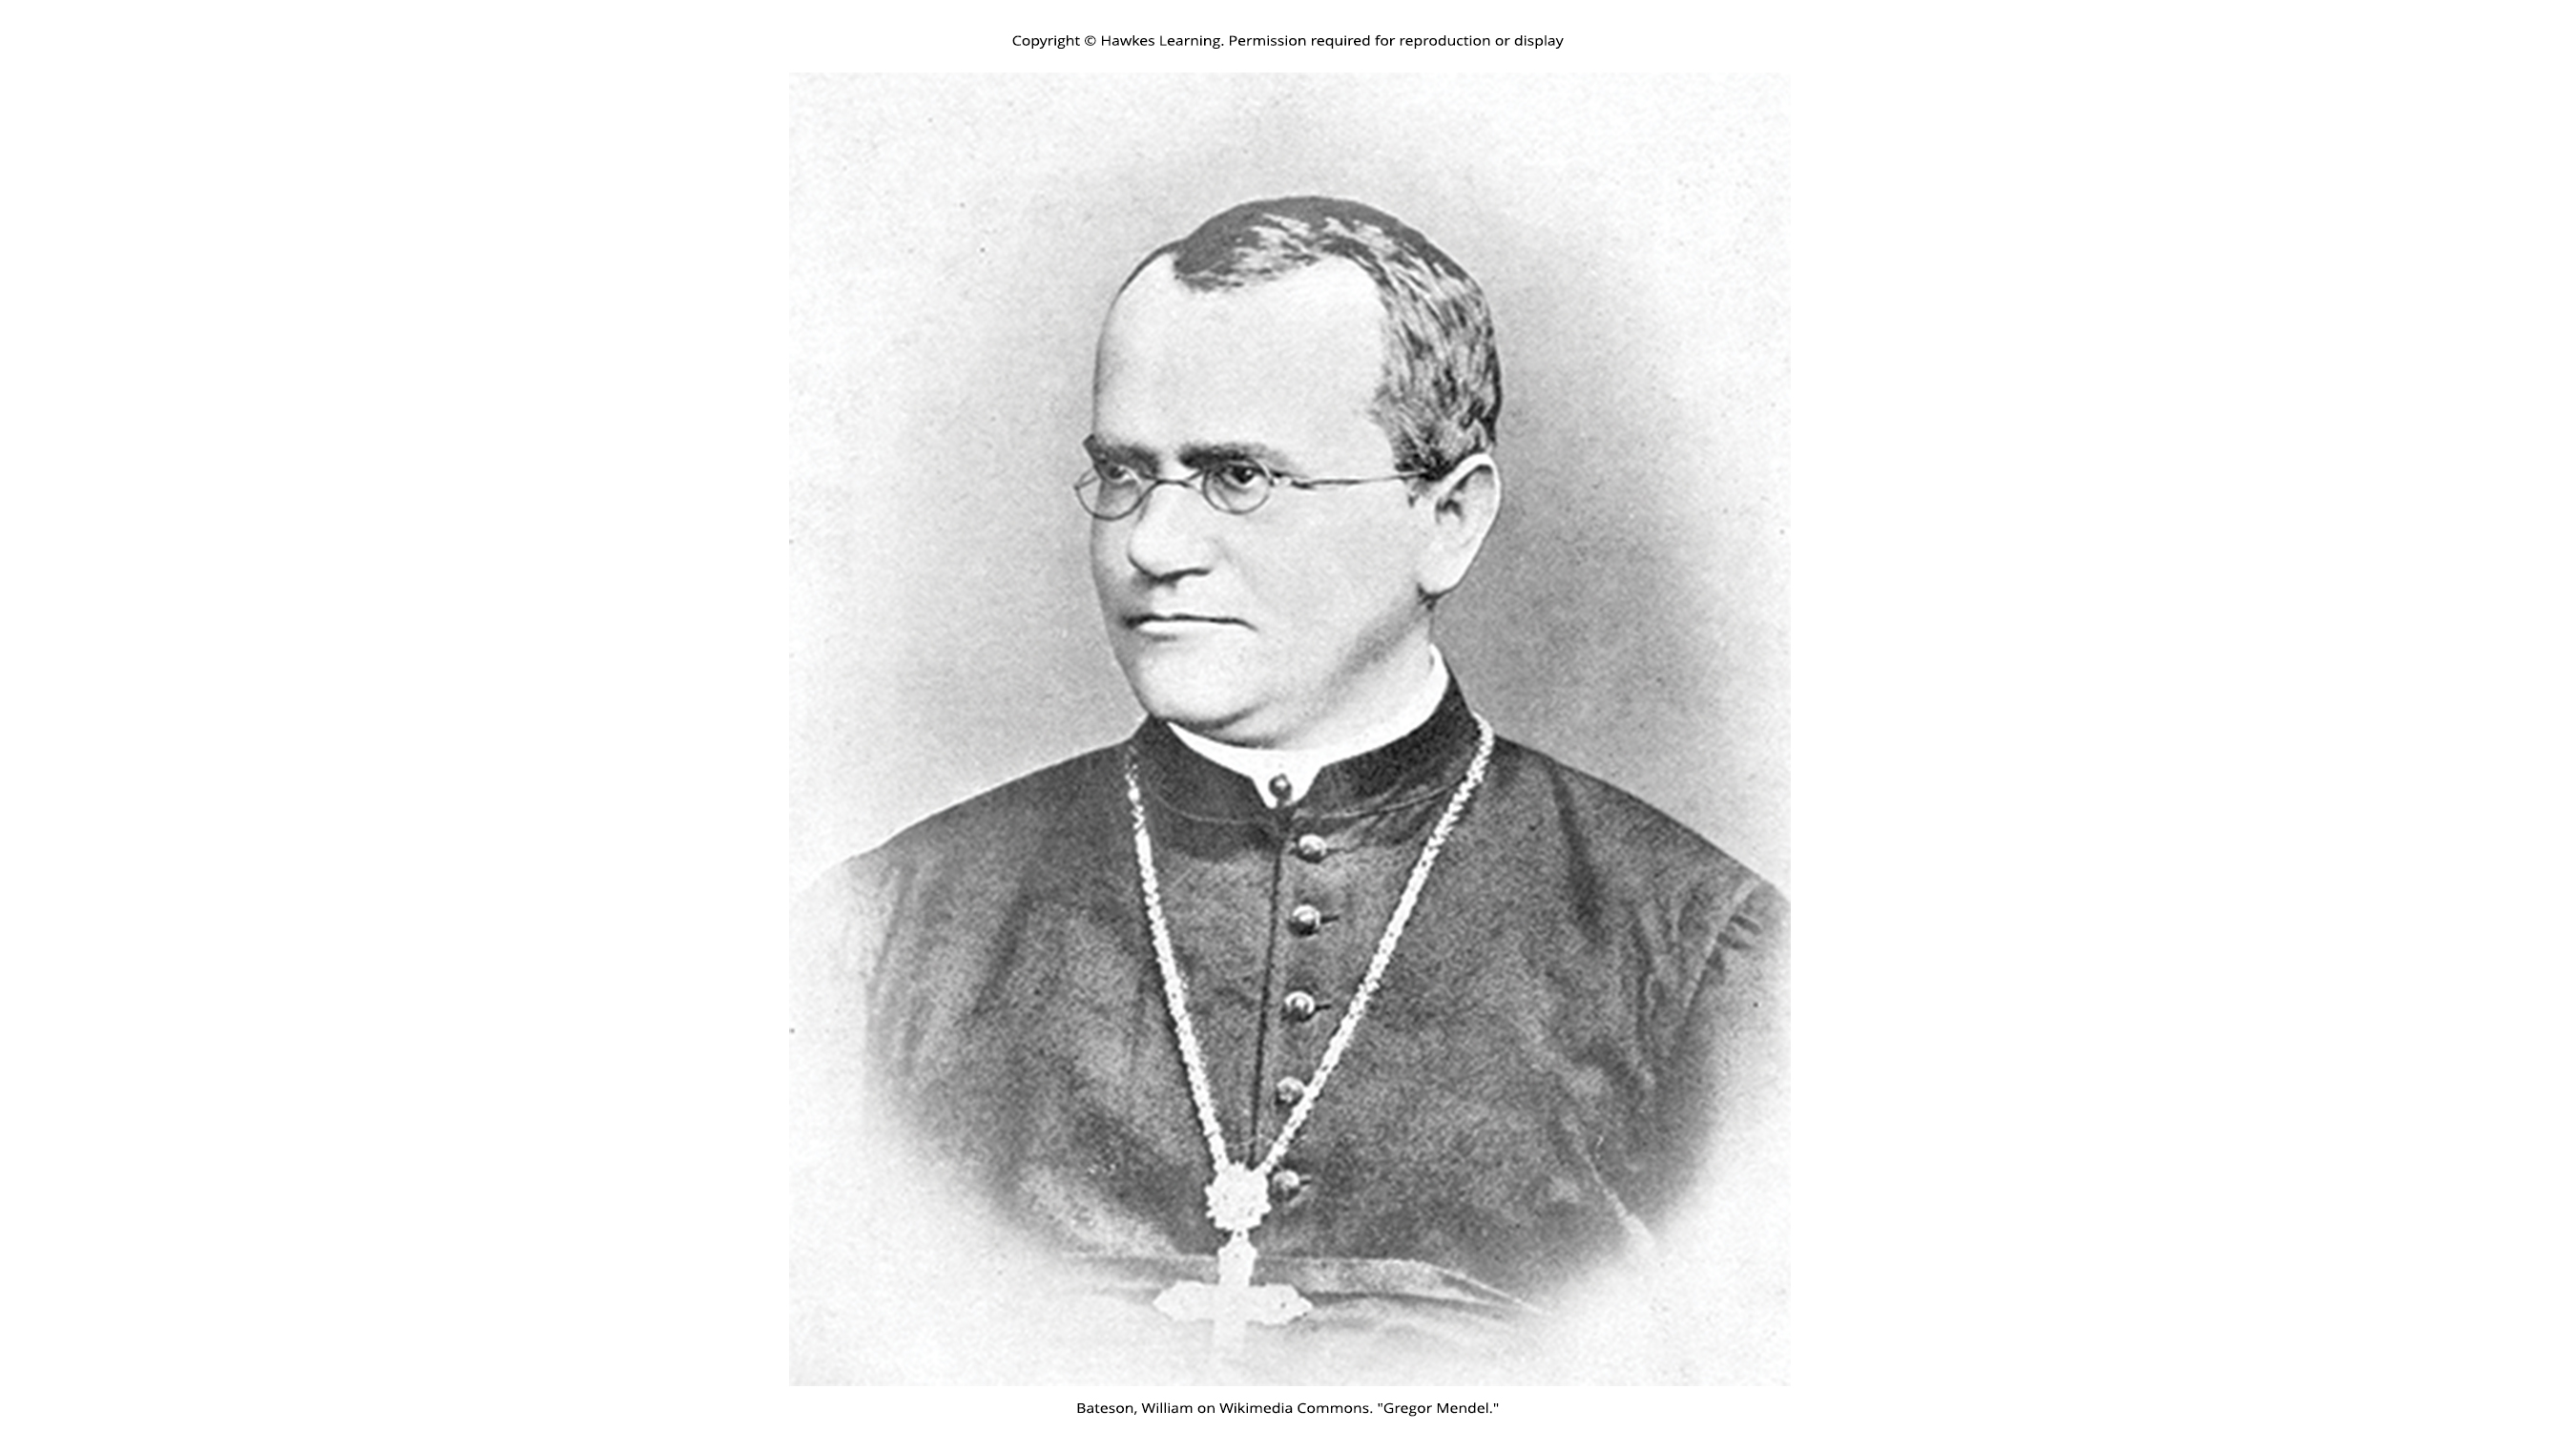 Copyright © Hawkes Learning. Permission required for reproduction or display
Bateson, William on Wikimedia Commons. "Gregor Mendel."